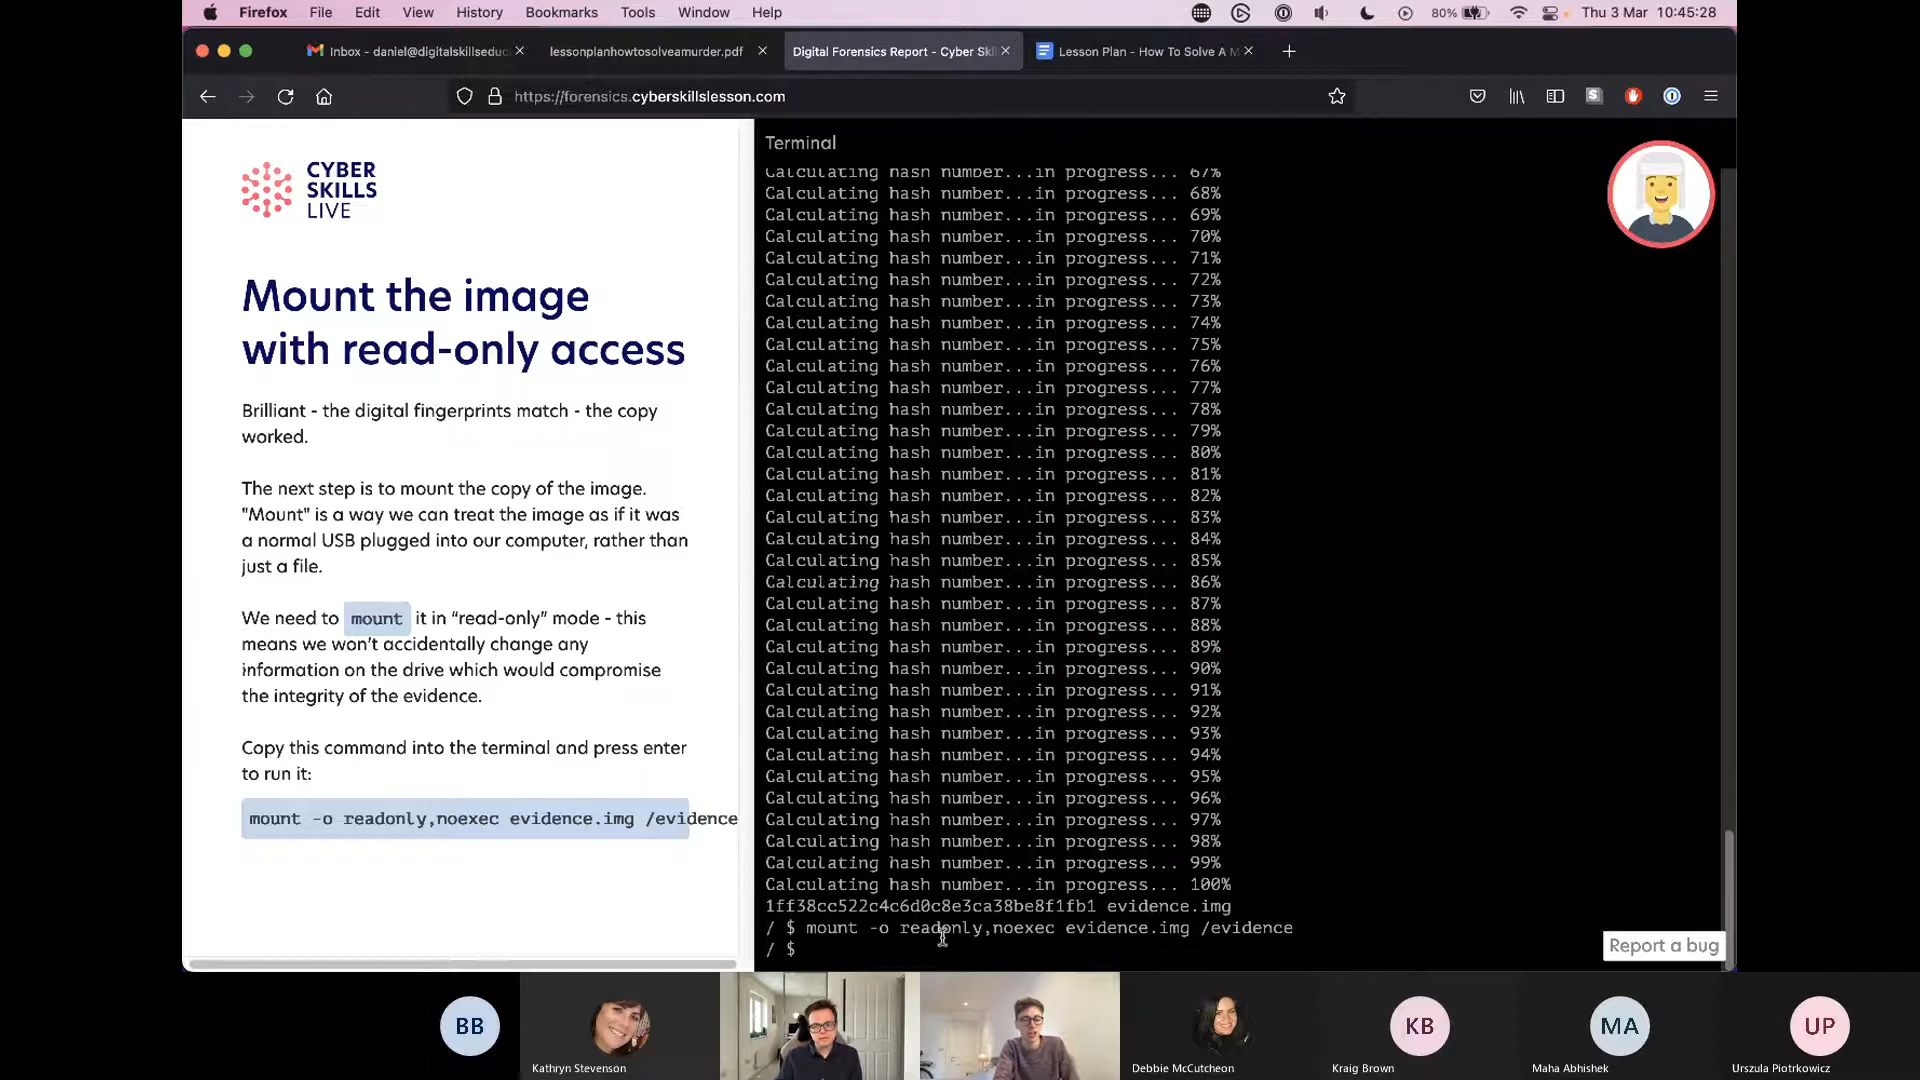 Firefox File Edit View History Bookmarks Tools Window Help 80% Thu 3 Mar 10:45:28
Inbox - daniel@digitalskillseduc
lessonplanhowtosolveamurder.pdf
Digital Forensics Report - Cyber Ski
Lesson Plan - How To Solve A M
https://forensics.cyberskillslesson.com
CYBER
SKILLS
LIVE
Mount the image
with read-only access
Brilliant - the digital fingerprints match - the copy
worked.
The next step is to mount the copy of the image.
"Mount" is a way we can treat the image as if it was
a normal USB plugged into our computer, rather than
just a file.
We need to mount it in “read-only” mode - this
means we won’t accidentally change any
information on the drive which would compromise
the integrity of the evidence.
Copy this command into the terminal and press enter
to run it:
mount -o readonly,noexec evidence.img /evidence
Terminal
Calculating hash number...in progress... 67%
Calculating hash number...in progress... 68%
Calculating hash number...in progress... 69%
Calculating hash number...in progress... 70%
Calculating hash number...in progress... 71%
Calculating hash number...in progress... 72%
Calculating hash number...in progress... 73%
Calculating hash number...in progress... 74%
Calculating hash number...in progress... 75%
Calculating hash number...in progress... 76%
Calculating hash number...in progress... 77%
Calculating hash number...in progress... 78%
Calculating hash number...in progress... 79%
Calculating hash number...in progress... 80%
Calculating hash number...in progress... 81%
Calculating hash number...in progress... 82%
Calculating hash number...in progress... 83%
Calculating hash number...in progress... 84%
Calculating hash number...in progress... 85%
Calculating hash number...in progress... 86%
Calculating hash number...in progress... 87%
Calculating hash number...in progress... 88%
Calculating hash number...in progress... 89%
Calculating hash number...in progress... 90%
Calculating hash number...in progress... 91%
Calculating hash number...in progress... 92%
Calculating hash number...in progress... 93%
Calculating hash number...in progress... 94%
Calculating hash number...in progress... 95%
Calculating hash number...in progress... 96%
Calculating hash number...in progress... 97%
Calculating hash number...in progress... 98%
Calculating hash number...in progress... 99%
Calculating hash number...in progress... 100%
1ff38cc522c4c6d0c8e3ca38be8f1fb1 evidence.img
/ $ mount -o readonly,noexec evidence.img /evidence
/ $
Report a bug
BB
KB
MA
UP
Kathryn Stevenson
Debbie McCutcheon
Kraig Brown
Maha Abhishek
Urszula Piotrkowicz